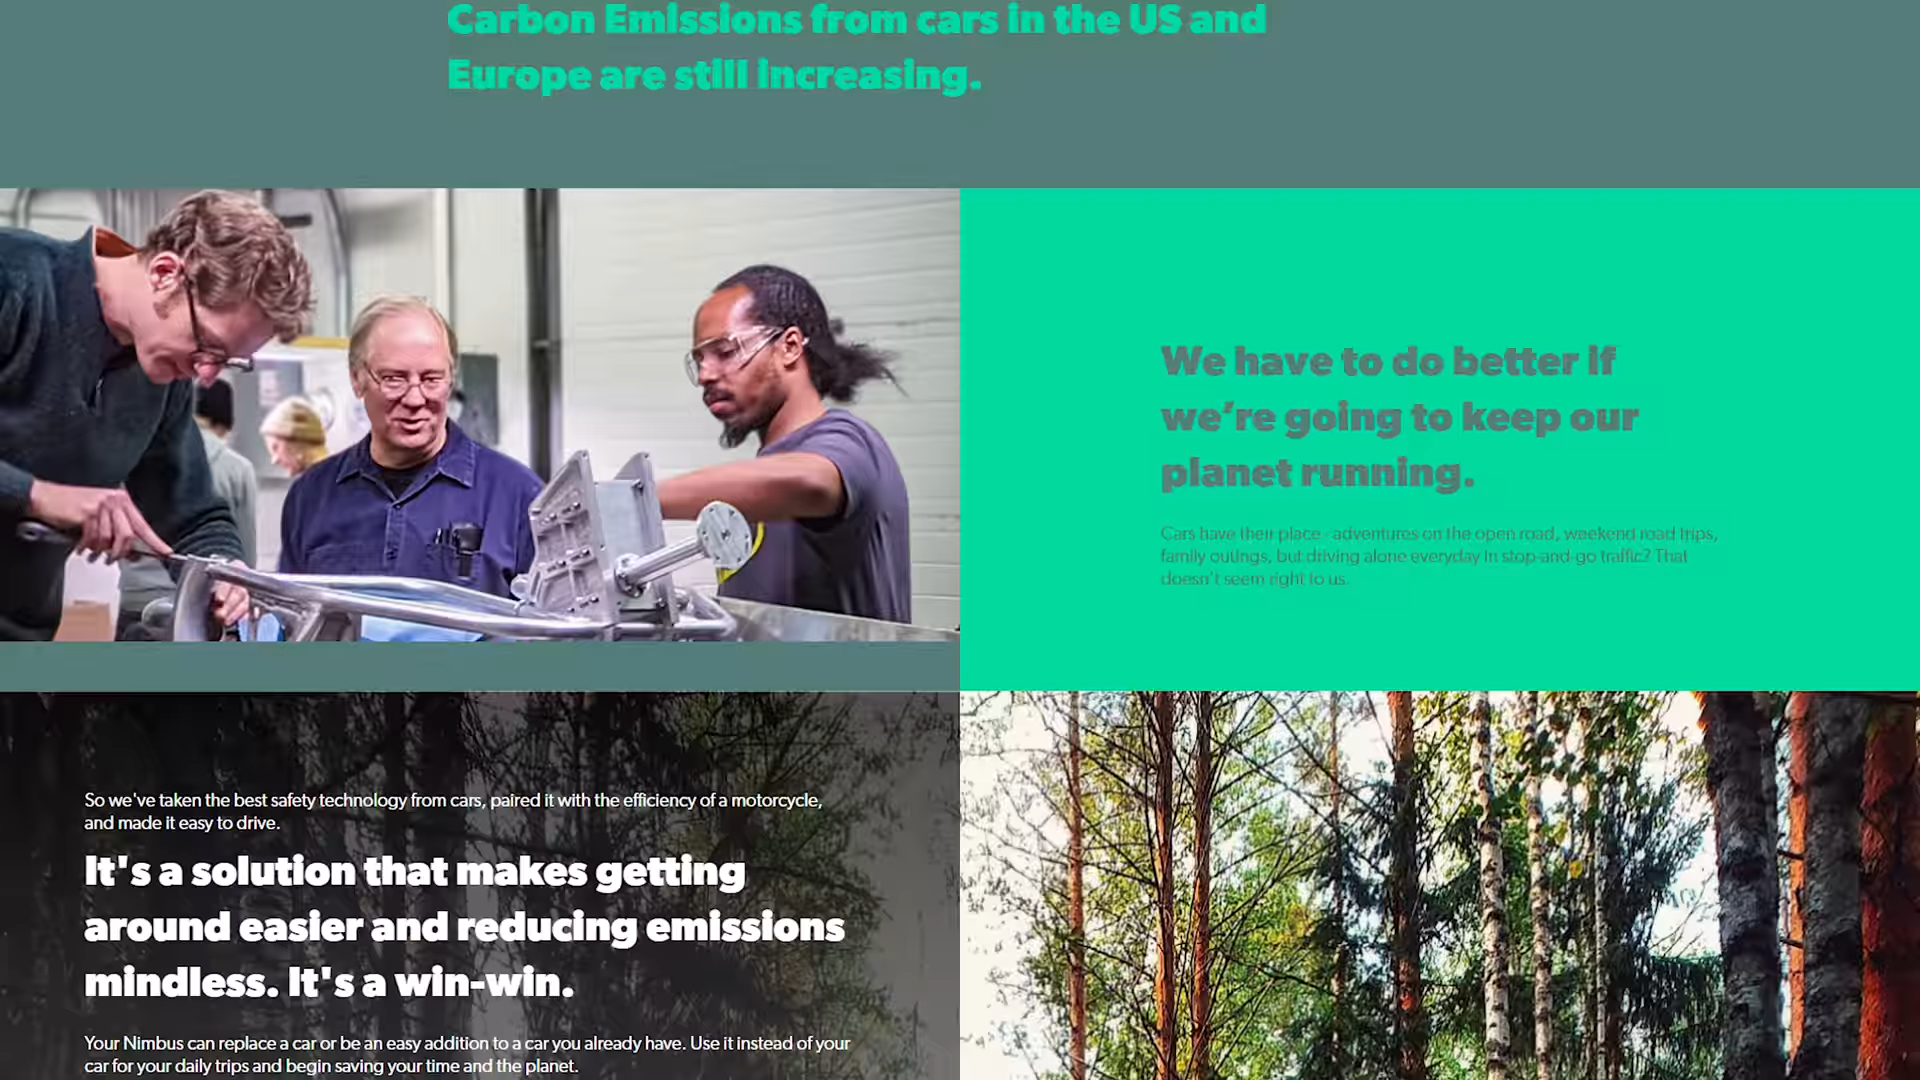 Carbon Emissions from cars in the US and
Europe are still increasing.
We have to do better if
we’re going to keep our
planet running.
Cars have their place - adventures on the open road, weekend road trips,
family outings, but driving alone everyday in stop-and-go traffic? That
doesn’t seem right to us.
So we've taken the best safety technology from cars, paired it with the efficiency of a motorcycle,
and made it easy to drive.
It's a solution that makes getting
around easier and reducing emissions
mindless. It's a win-win.
Your Nimbus can replace a car or be an easy addition to a car you already have. Use it instead of your
car for your daily trips and begin saving your time and the planet.